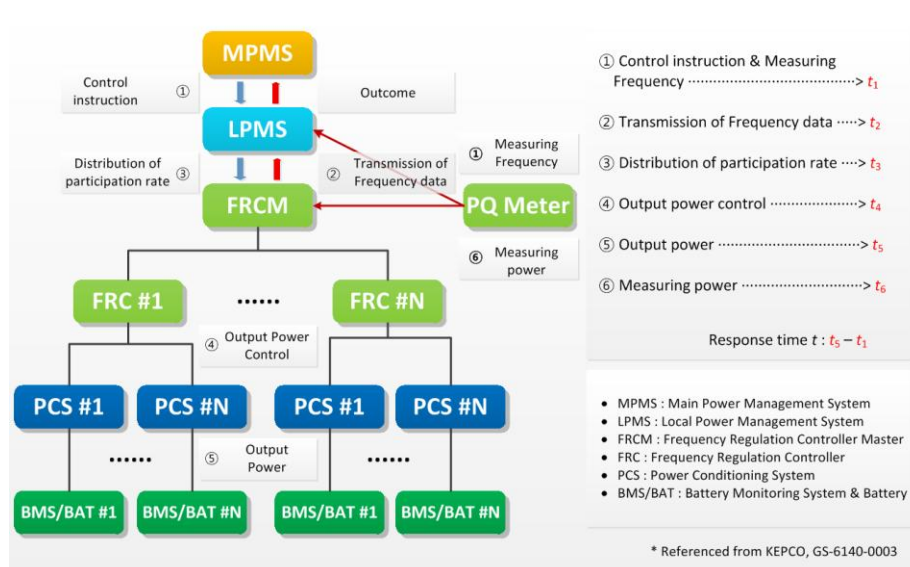 MPMS
Control
instruction
①
Outcome
LPMS
Distribution of
participation rate
③
②
Transmission of
Frequency data
①
Measuring
Frequency
FRCM
PQ Meter
⑥
Measuring
power
FRC #1
••••••
FRC #N
④
Output Power
Control
PCS #1
PCS #N
PCS #1
PCS #N
••••••
⑤
Output
Power
••••••
BMS/BAT #1
BMS/BAT #N
BMS/BAT #1
BMS/BAT #N
① Control instruction & Measuring
Frequency ······································> t₁
② Transmission of Frequency data ·····> t₂
③ Distribution of participation rate ····> t₃
④ Output power control ····················> t₄
⑤ Output power ································> t₅
⑥ Measuring power ···························> t₆
Response time t : t₅ – t₁
• MPMS : Main Power Management System
• LPMS : Local Power Management System
• FRCM : Frequency Regulation Controller Master
• FRC : Frequency Regulation Controller
• PCS : Power Conditioning System
• BMS/BAT : Battery Monitoring System & Battery
* Referenced from KEPCO, GS-6140-0003